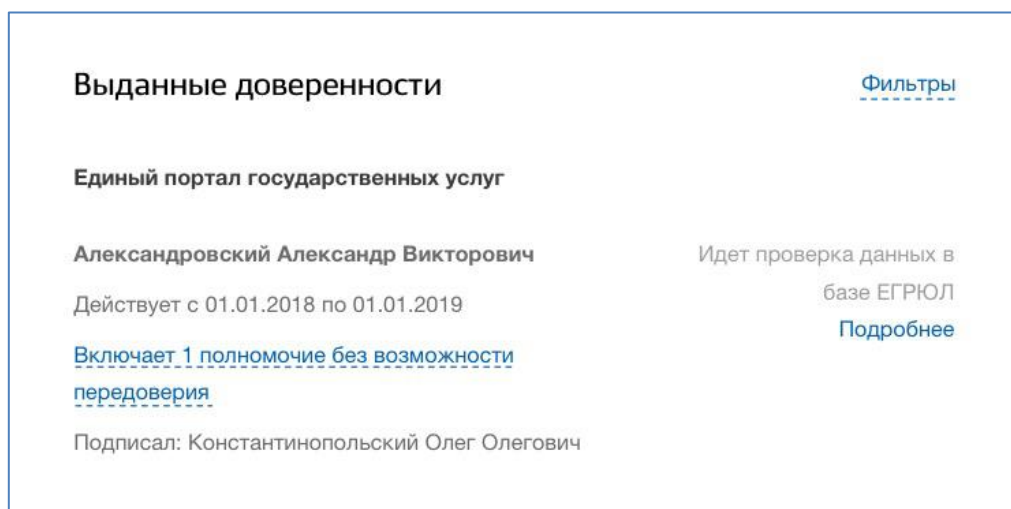 Выданные доверенности
Фильтры
Единый портал государственных услуг
Александровский Александр Викторович
Идет проверка данных в
базе ЕГРЮЛ
Подробнее
Действует с 01.01.2018 по 01.01.2019
Включает 1 полномочие без возможности
передоверия
Подписал: Константинопольский Олег Олегович